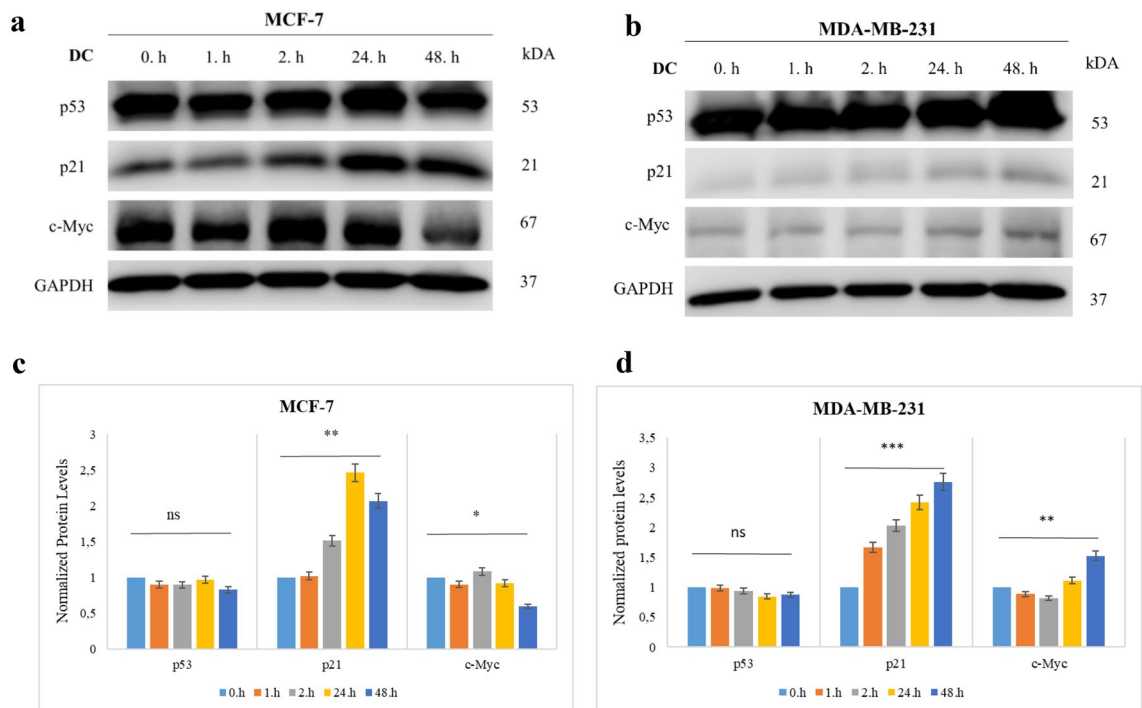 a
MCF-7
DC 0. h 1. h 2. h 24. h 48. h kDA
p53 53
p21 21
c-Myc 67
GAPDH 37
b
MDA-MB-231
DC 0. h 1. h 2. h 24. h 48. h kDA
p53 53
p21 21
c-Myc 67
GAPDH 37
c
MCF-7
Normalized Protein Levels
3
2,5
2
1,5
1
0,5
0
ns
**
*
p53 p21 c-Myc
0.h 1.h 2.h 24.h 48.h
d
MDA-MB-231
Normalized protein levels
3,5
3
2,5
2
1,5
1
0,5
0
ns
***
**
p53 p21 c-Myc
0.h 1.h 2.h 24.h 48.h